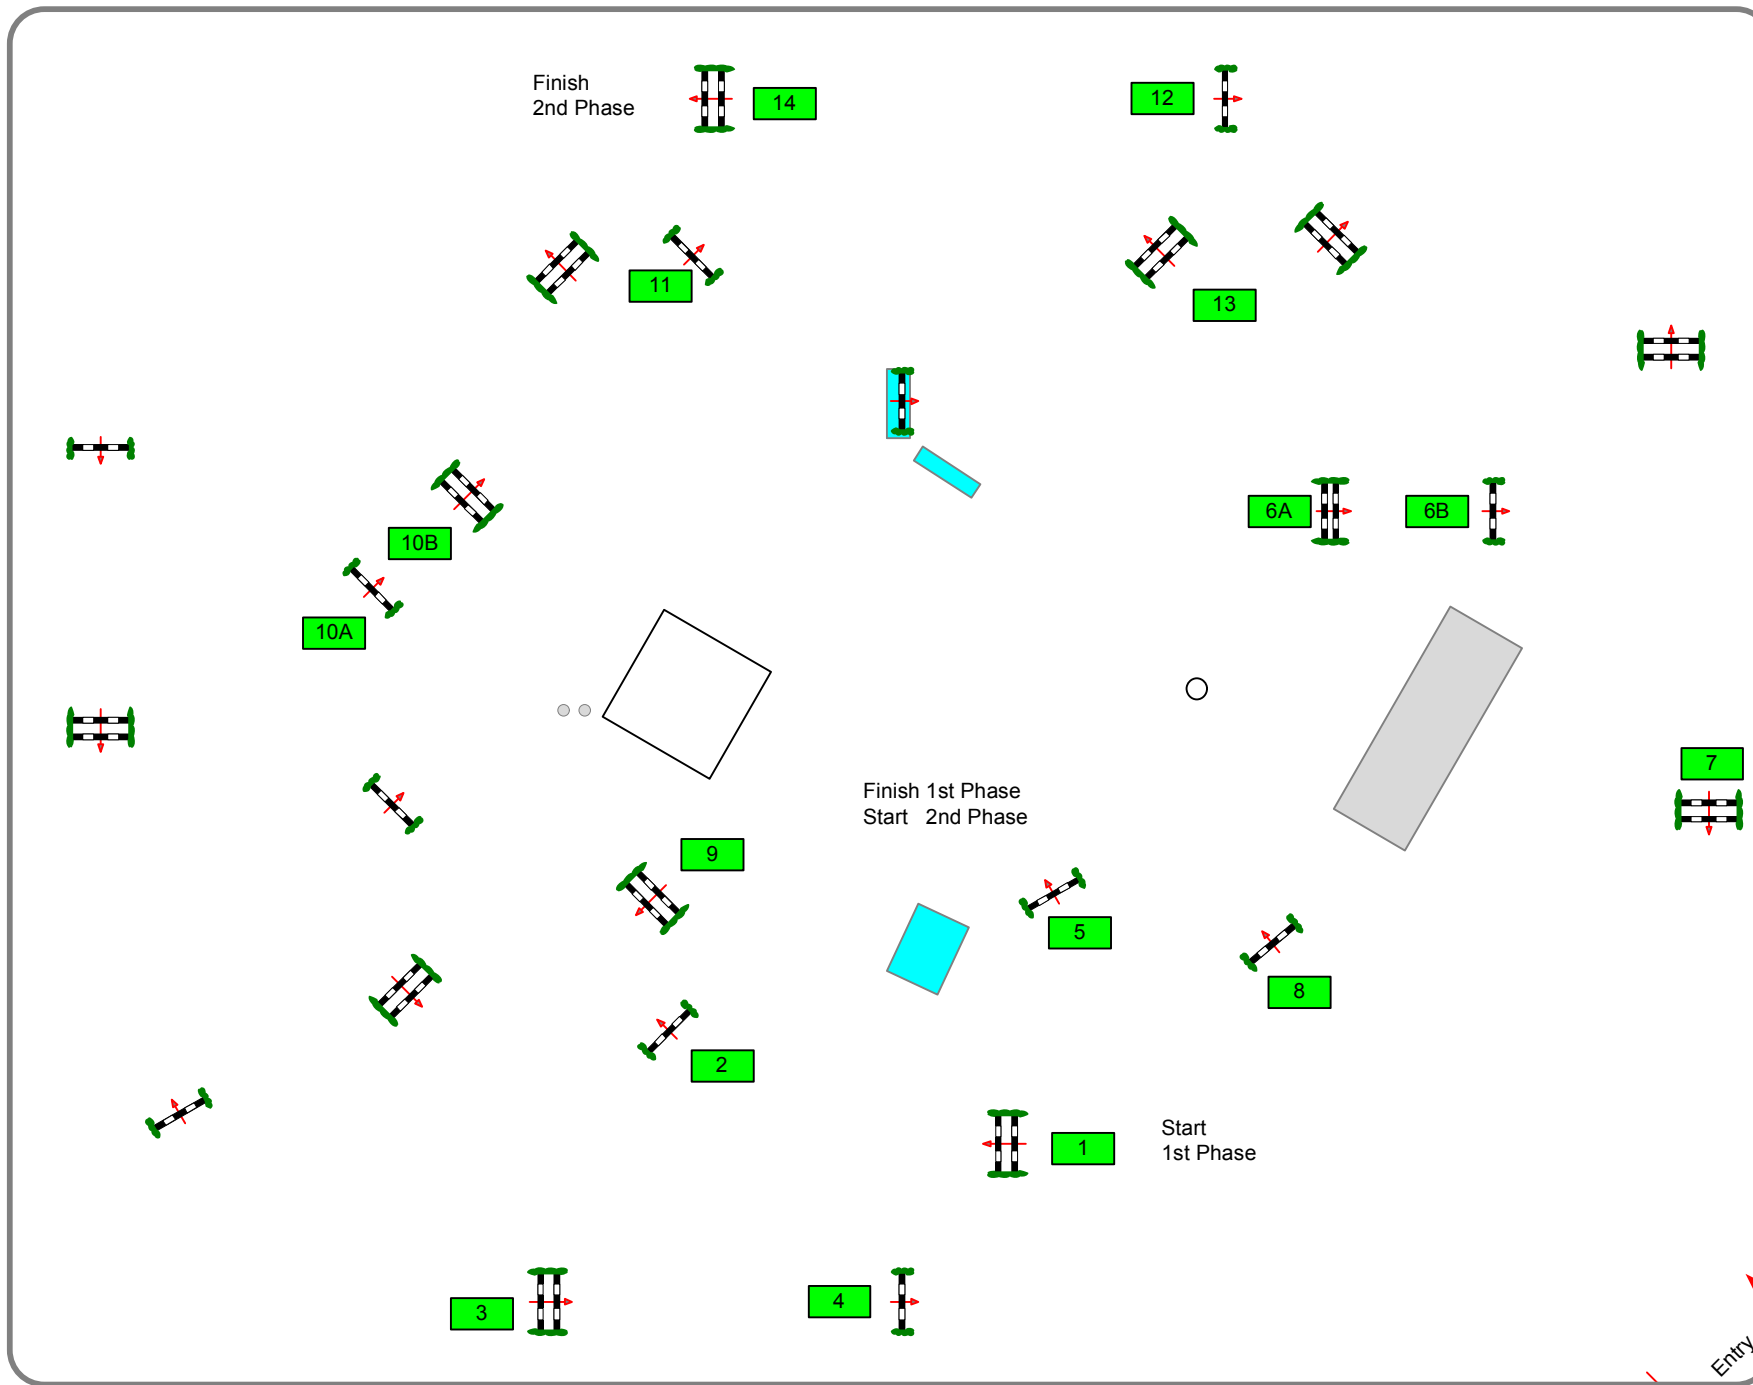 Finish
2nd Phase
14
12
11
13
6A
6B
10B
10A
7
Finish 1st Phase
Start 2nd Phase
9
5
8
2
Start
1st Phase
1
3
4
Entry